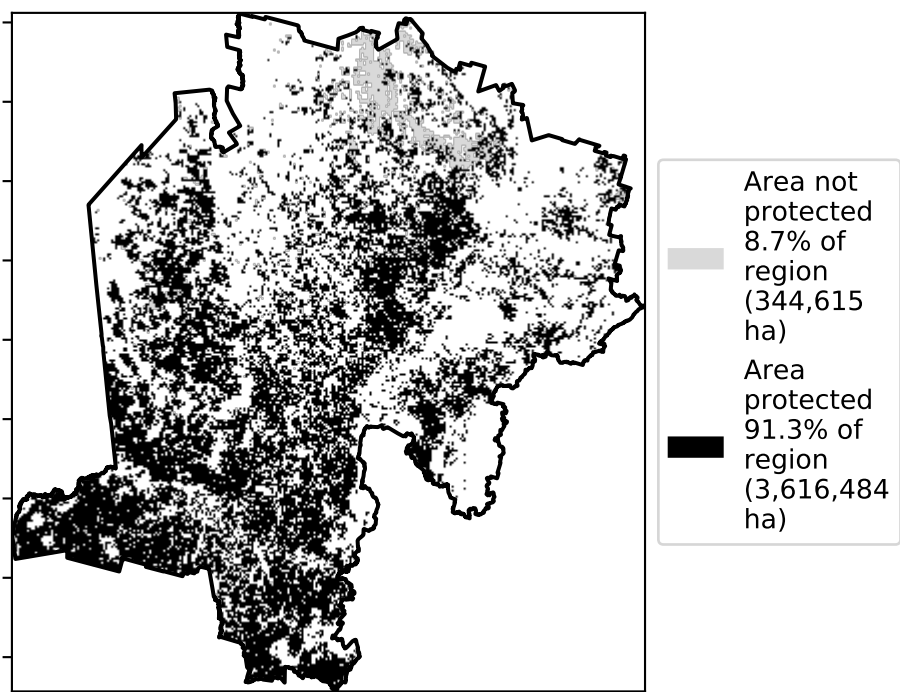 Area not
protected
8.7% of
region
(344,615
ha)
Area
protected
91.3% of
region
(3,616,484
ha)